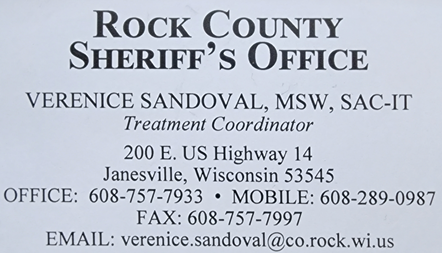 ROCK COUNTY
SHERIFF'S OFFICE
VERENICE SANDOVAL, MSW, SAC-IT
Treatment Coordinator
200 E. US Highway 14
Janesville, Wisconsin 53545
OFFICE: 608-757-7933 • MOBILE: 608-289-0987
FAX: 608-757-7997
EMAIL: verenice.sandoval@co.rock.wi.us